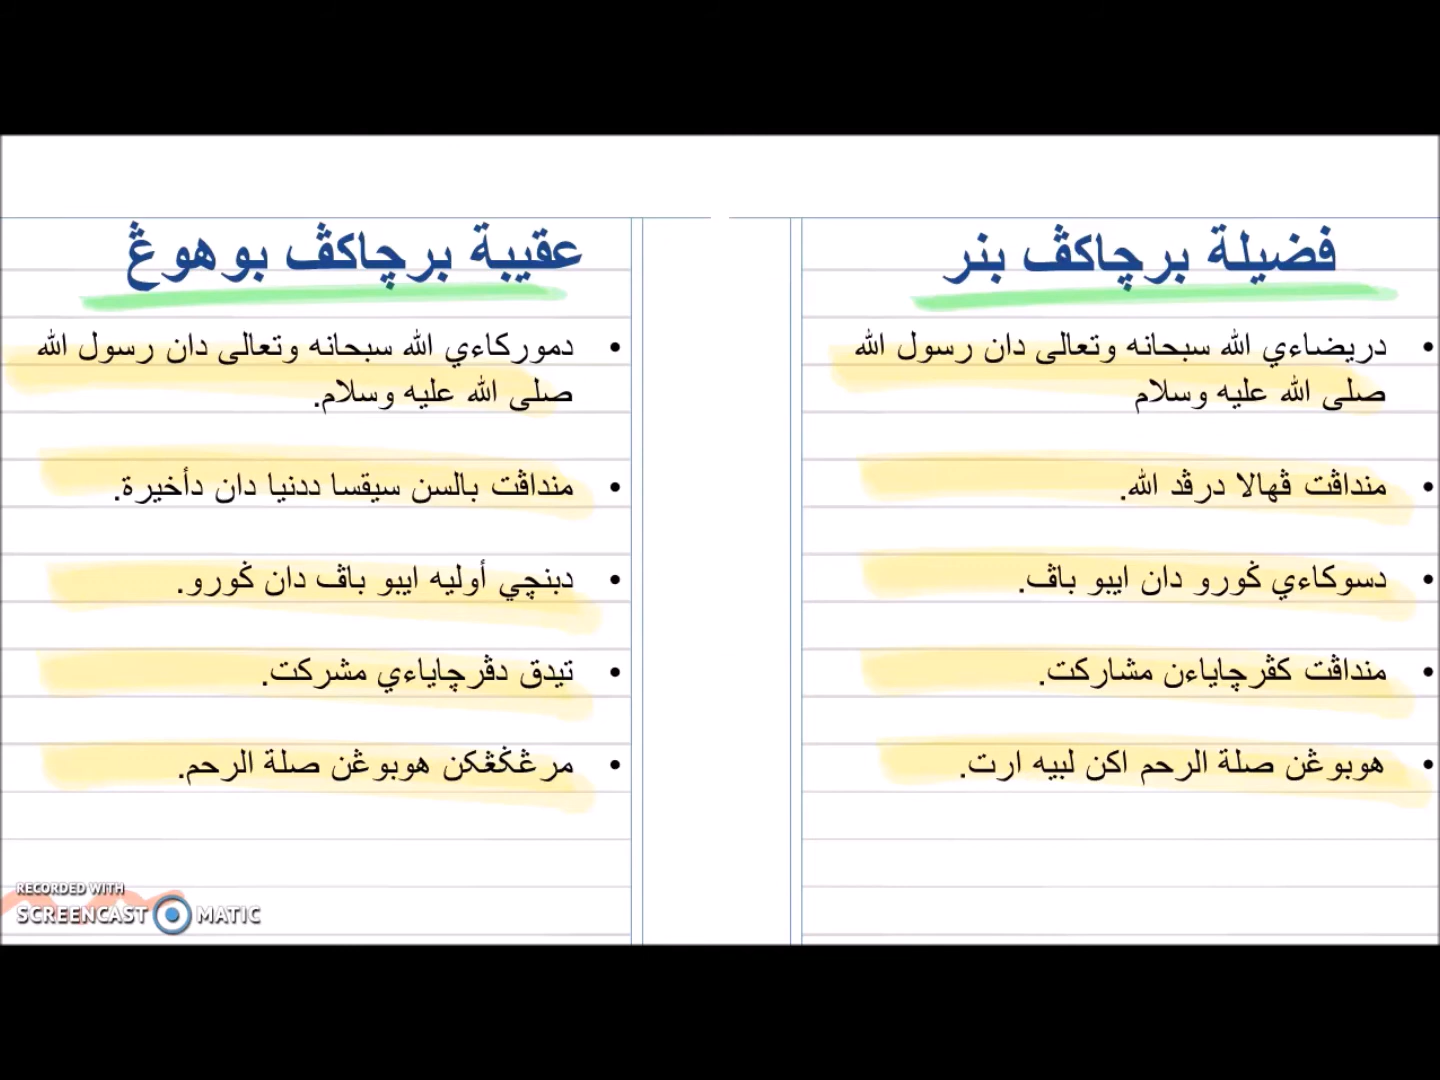 فضيلة برچاكڤ بنر
دريضاءي الله سبحانه وتعالى دان رسول الله
صلى الله عليه وسلام
منداڤت ڤهالا درڤد الله.
دسوكاءي ݢورو دان ايبو باڤ.
منداڤت كڤرچاياءن مشاركت.
هوبوڠن صلة الرحم اكن لبيه ارت.
عقيبة برچاكڤ بوهوڠ
دموركاءي الله سبحانه وتعالى دان رسول الله
صلى الله عليه وسلام.
منداڤت بالسن سيقسا ددنيا دان دأخيرة.
دبنچي أوليه ايبو باڤ دان ݢورو.
تيدق دڤرچاياءي مشركت.
مرڠݢڠكن هوبوڠن صلة الرحم.
RECORDED WITH
SCREENCAST MATIC